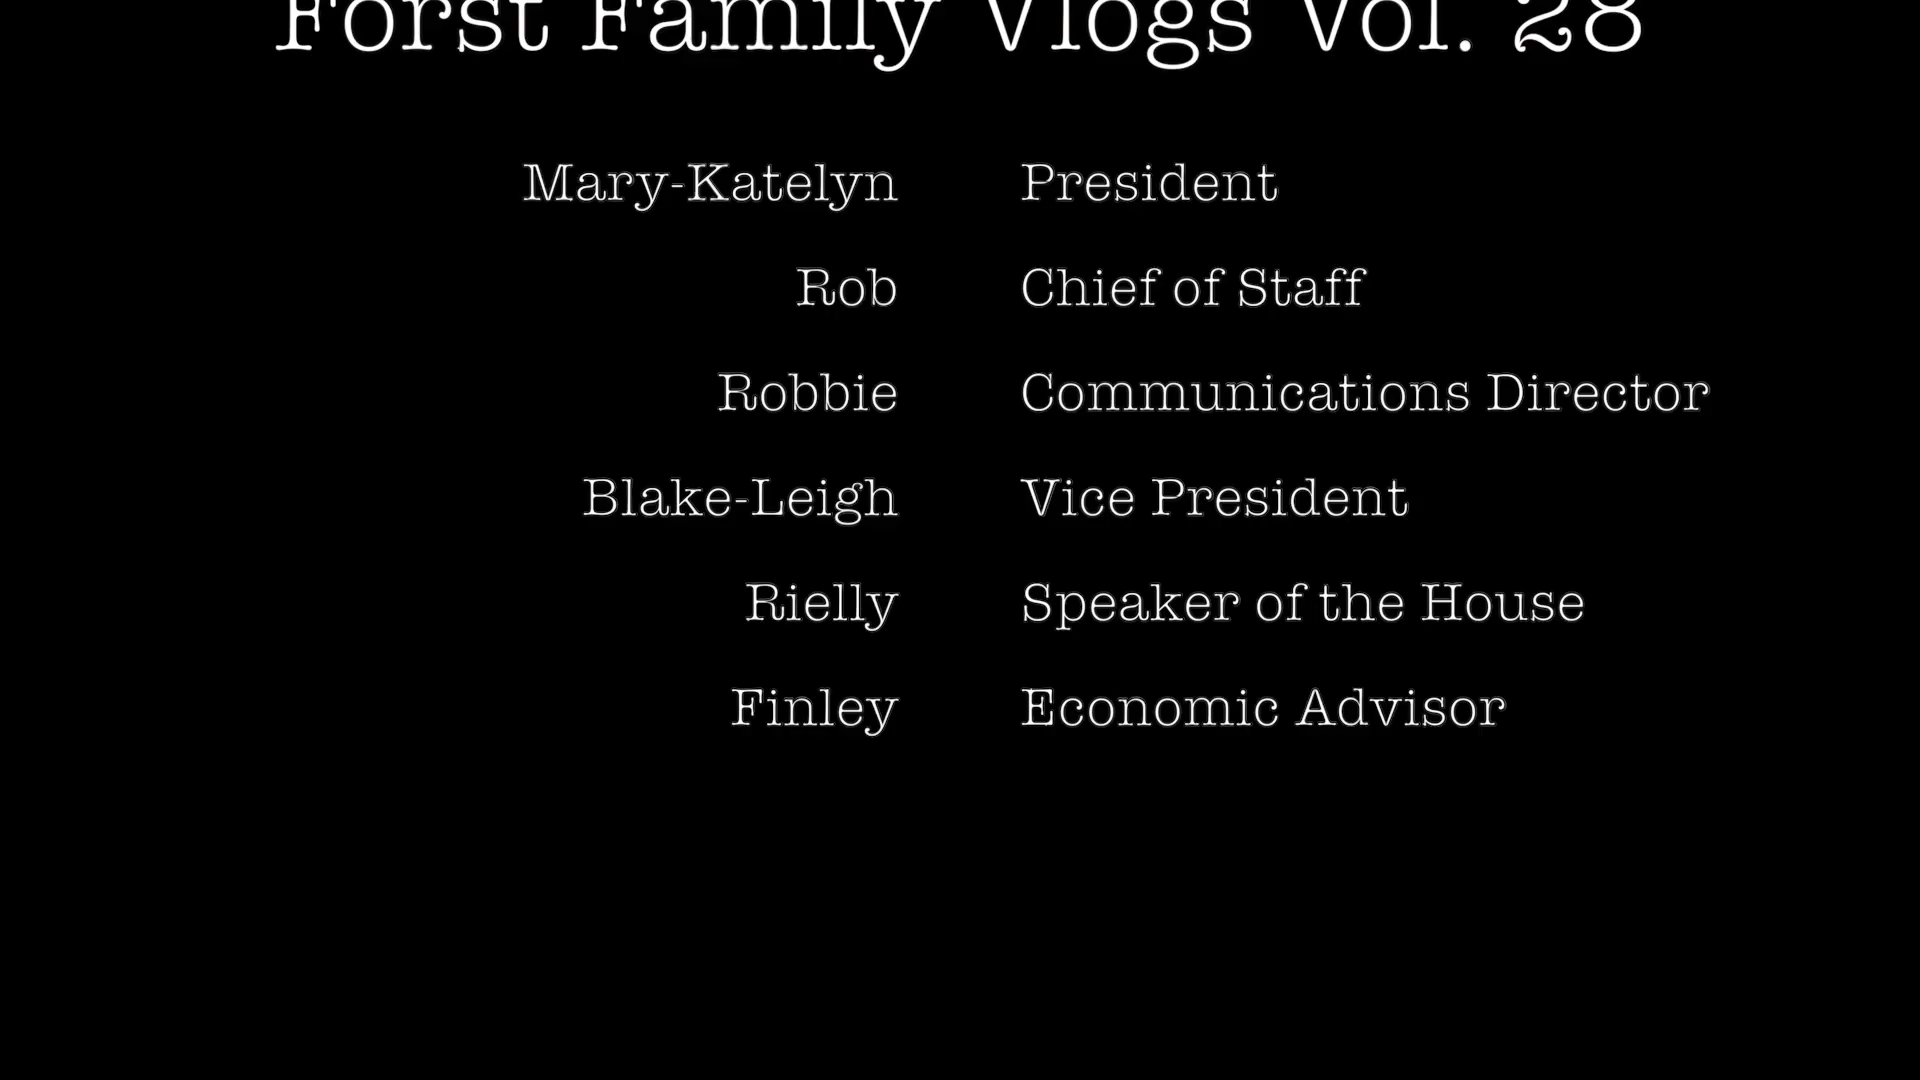 Forst Family Vlogs Vol. 28
Mary-Katelyn President
Rob Chief of Staff
Robbie Communications Director
Blake-Leigh Vice President
Rielly Speaker of the House
Finley Economic Advisor